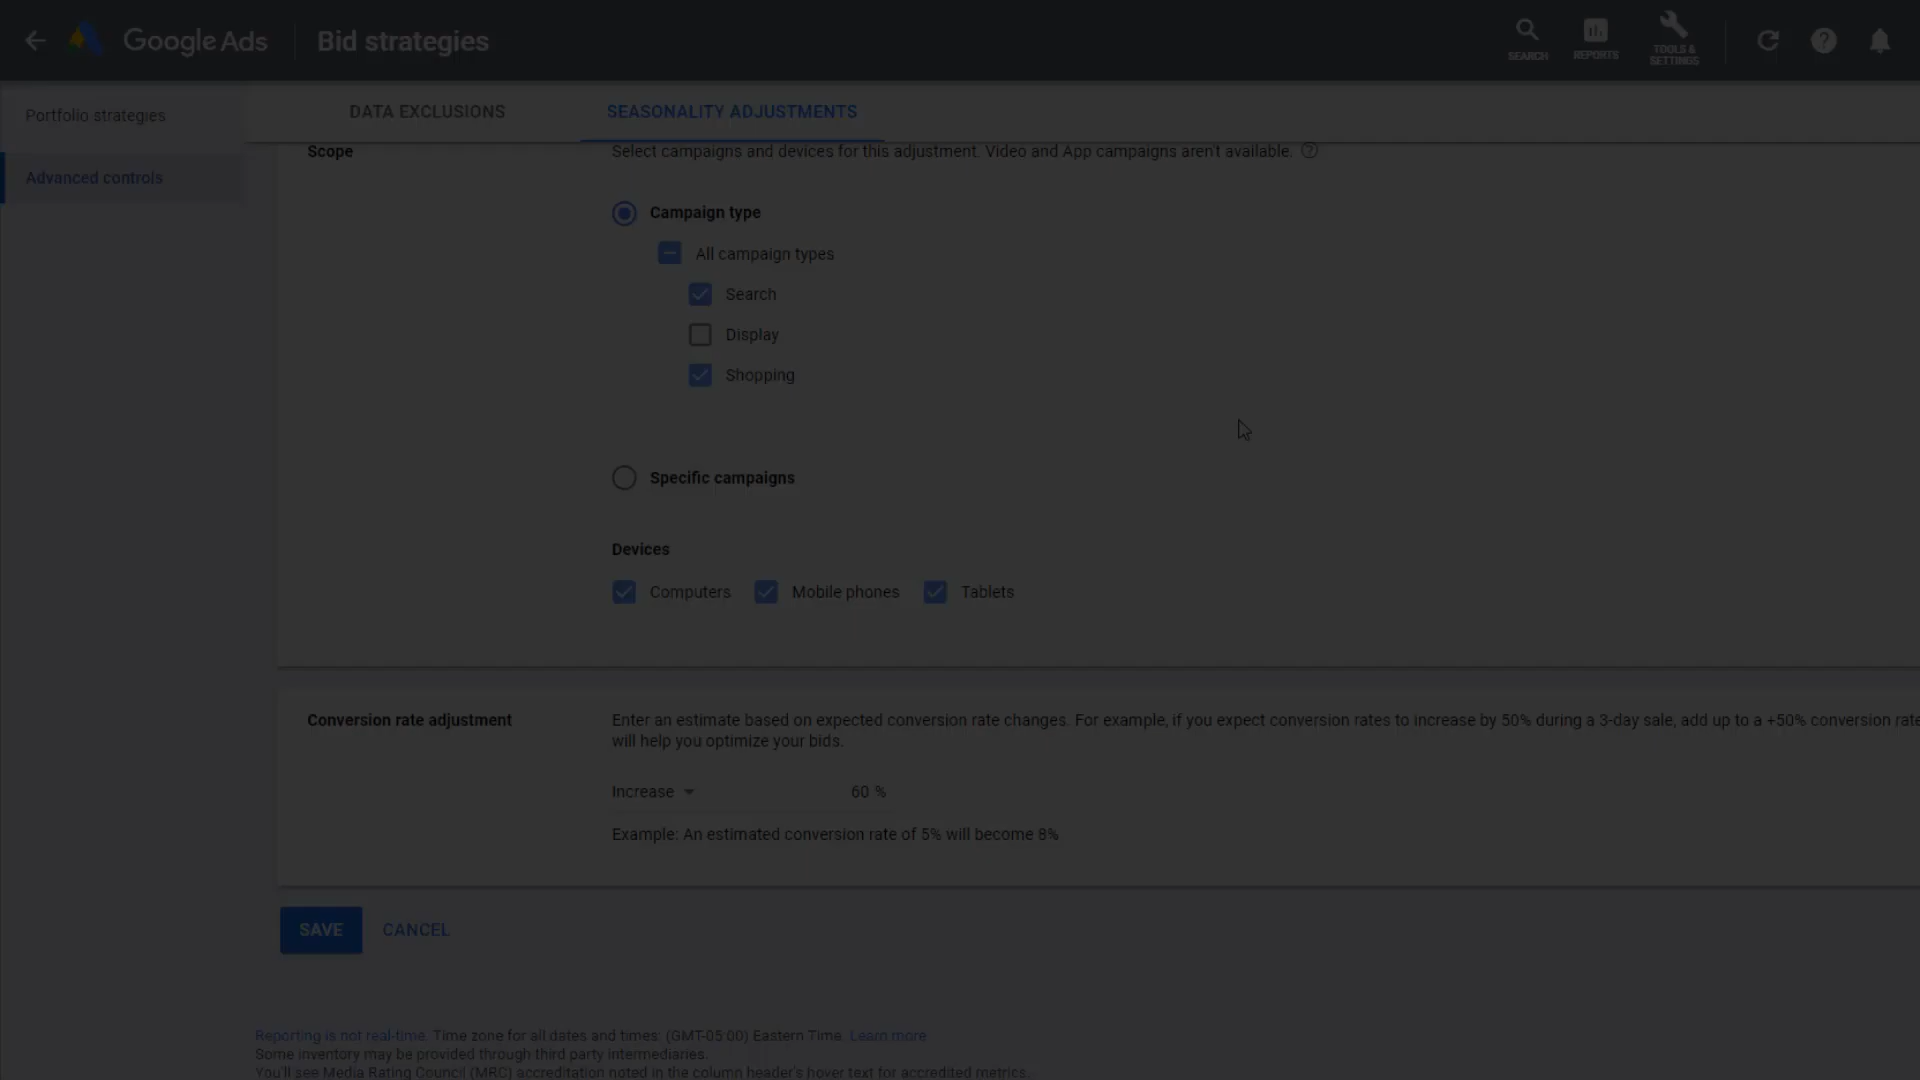 Google Ads
Bid strategies
SEARCH
REPORTS
TOOLS &
SETTINGS
Portfolio strategies
Advanced controls
DATA EXCLUSIONS
SEASONALITY ADJUSTMENTS
Scope
Select campaigns and devices for this adjustment. Video and App campaigns aren't available.
Campaign type
All campaign types
Search
Display
Shopping
Specific campaigns
Devices
Computers
Mobile phones
Tablets
Conversion rate adjustment
Enter an estimate based on expected conversion rate changes. For example, if you expect conversion rates to increase by 50% during a 3-day sale, add up to a +50% conversion rate
will help you optimize your bids.
Increase
60 %
Example: An estimated conversion rate of 5% will become 8%
SAVE
CANCEL
Reporting is not real-time. Time zone for all dates and times: (GMT-05:00) Eastern Time. Learn more
Some inventory may be provided through third party intermediaries.
You'll see Media Rating Council (MRC) accreditation noted in the column header's hover text for accredited metrics.